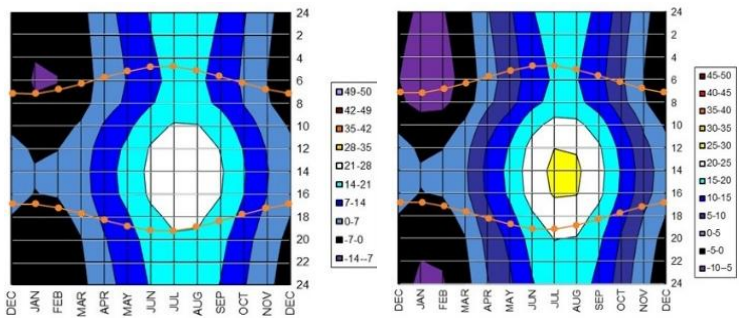 24
2
4
6
8
10
12
14
16
18
20
22
24
DEC
JAN
FEB
MAR
APR
MAY
JUN
JUL
AUG
SEP
OCT
NOV
DEC
49-50
42-49
35-42
28-35
21-28
14-21
7-14
0-7
-7-0
-14--7
24
2
4
6
8
10
12
14
16
18
20
22
24
DEC
JAN
FEB
MAR
APR
MAY
JUN
JUL
AUG
SEP
OCT
NOV
DEC
45-50
40-45
35-40
30-35
25-30
20-25
15-20
10-15
5-10
0-5
-5-0
-10--5